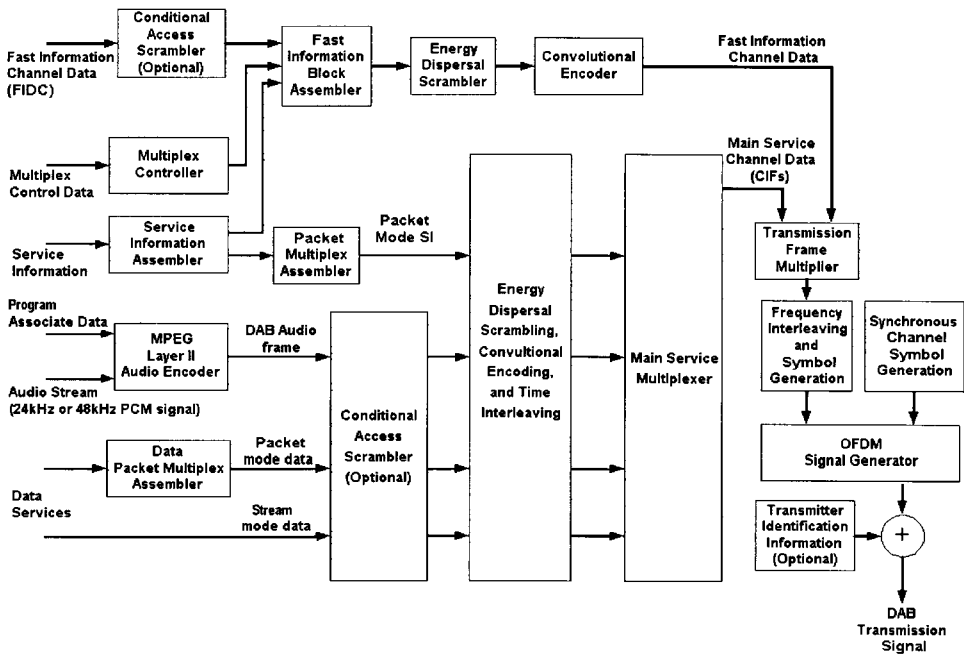 Conditional
Access
Scrambler
(Optional)
Fast Information
Channel Data
(FIDC)
Fast
Information
Block
Assembler
Energy
Dispersal
Scrambler
Convolutional
Encoder
Fast Information
Channel Data
Multiplex
Control Data
Multiplex
Controller
Main Service
Channel Data
(CIFs)
Service
Information
Service
Information
Assembler
Packet
Multiplex
Assembler
Packet
Mode SI
Transmission
Frame
Multiplier
Program
Associate Data
MPEG
Layer II
Audio Encoder
DAB Audio
frame
Audio Stream
(24kHz or 48kHz PCM signal)
Energy
Dispersal
Scrambling,
Convultional
Encoding,
and Time
Interleaving
Main Service
Multiplexer
Frequency
Interleaving
and
Symbol
Generation
Synchronous
Channel
Symbol
Generation
Conditional
Access
Scrambler
(Optional)
Data
Packet Multiplex
Assembler
Packet
mode data
Data
Services
Stream
mode data
OFDM
Signal Generator
Transmitter
Identification
Information
(Optional)
+
DAB
Transmission
Signal